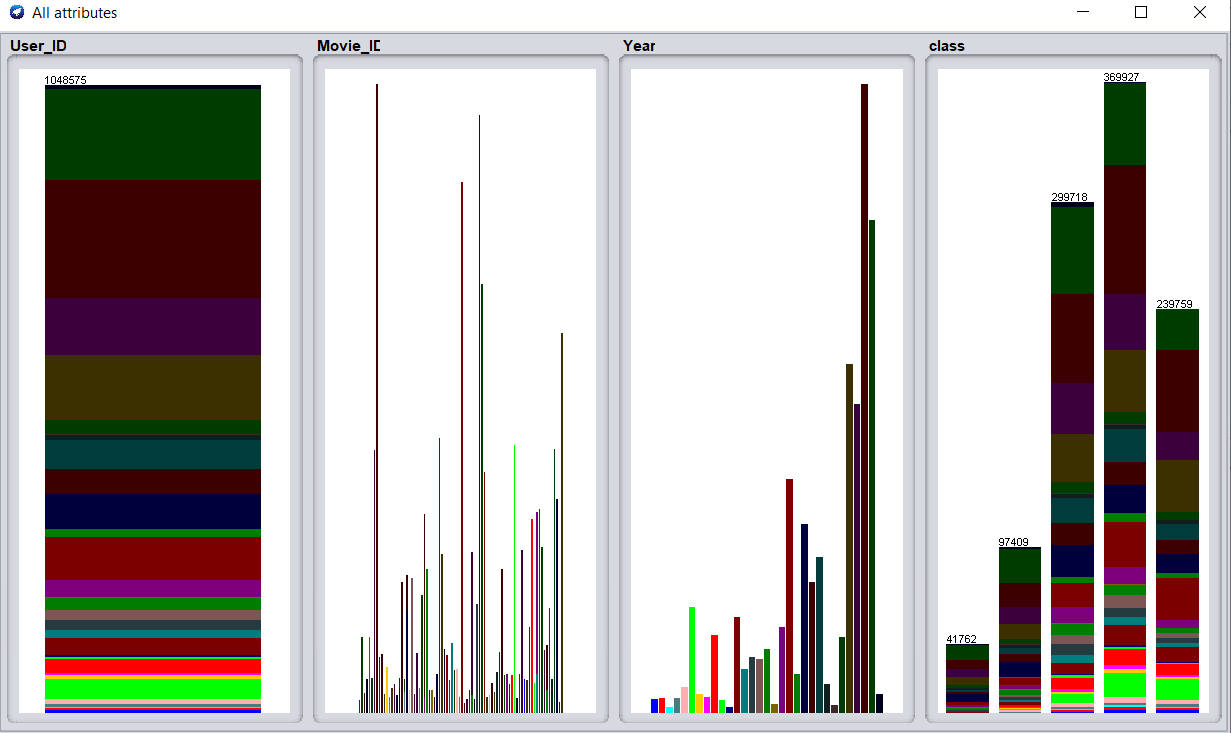 All attributes
User_ID
Movie_ID
Year
class
1048575
41762
97409
299718
369927
239759